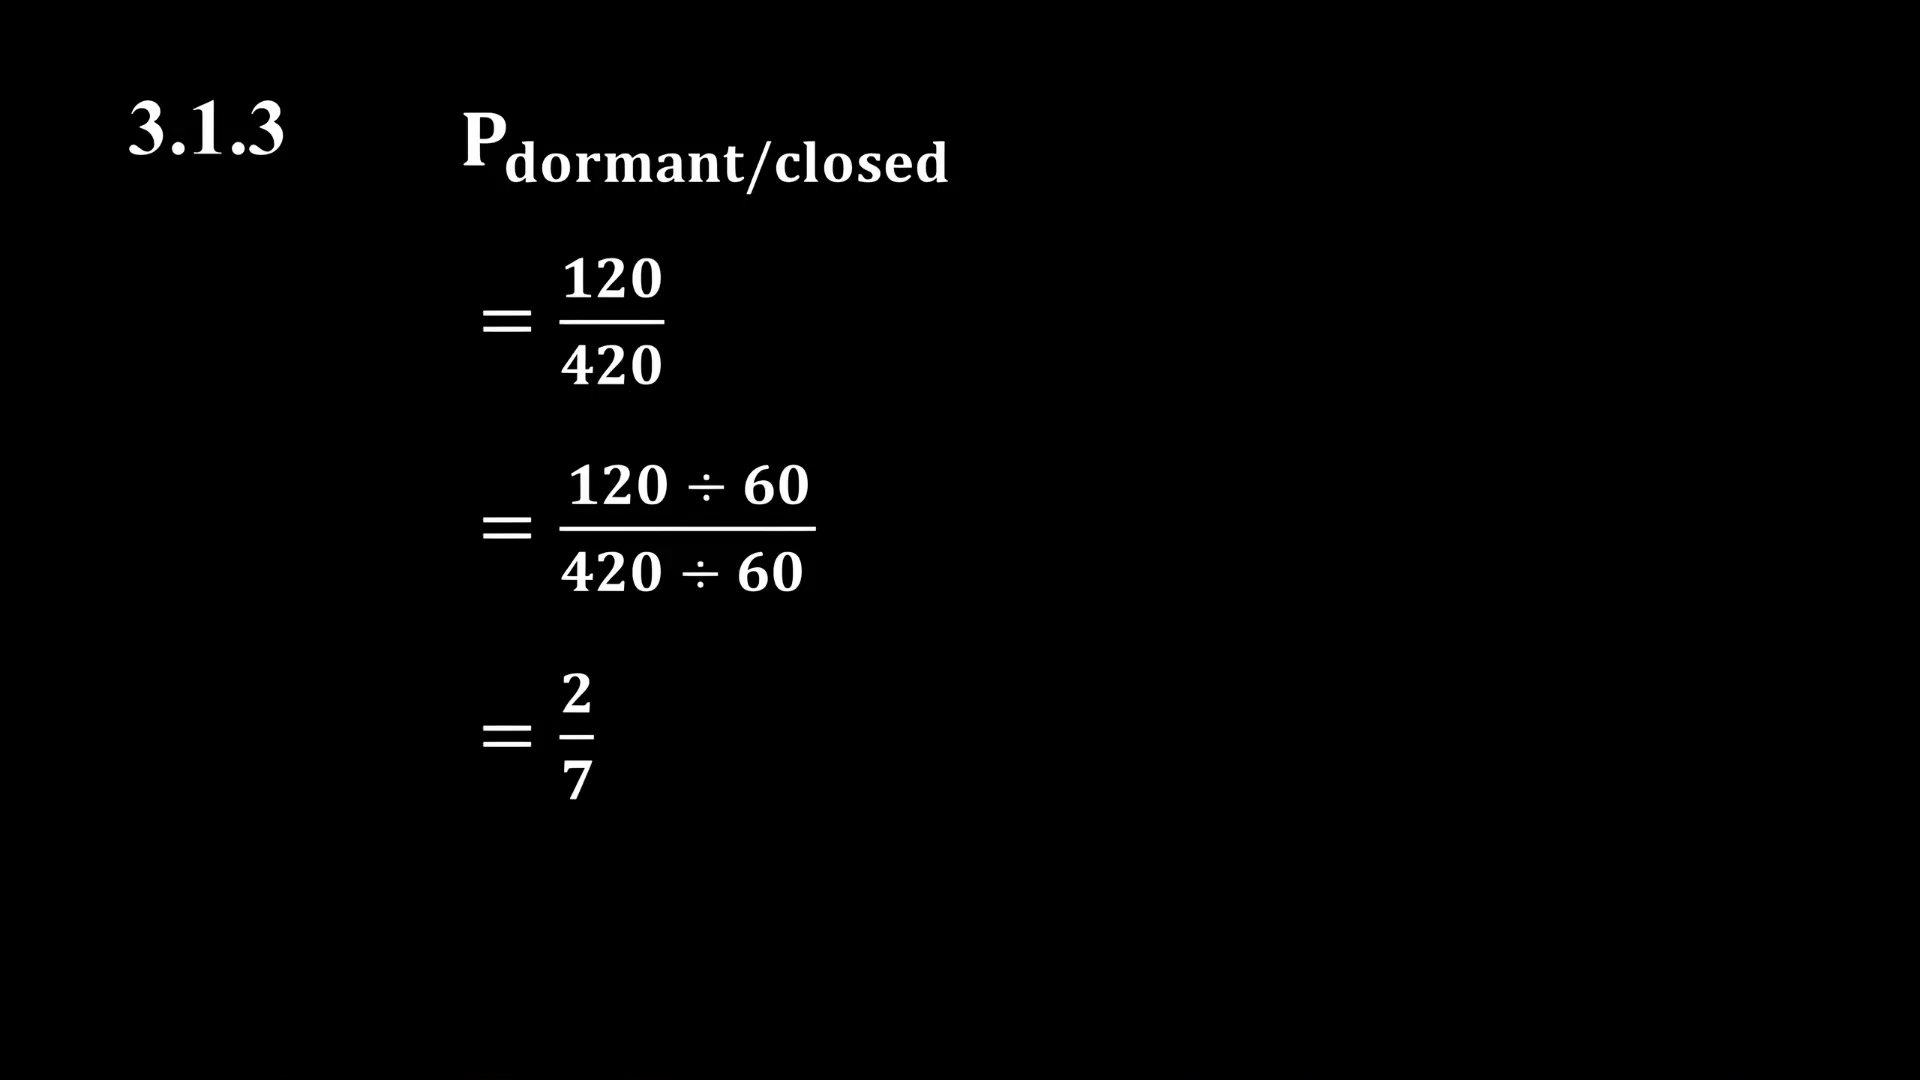 3.1.3 P_dormant/closed
= 120/420
= 120 ÷ 60/420 ÷ 60
= 2/7